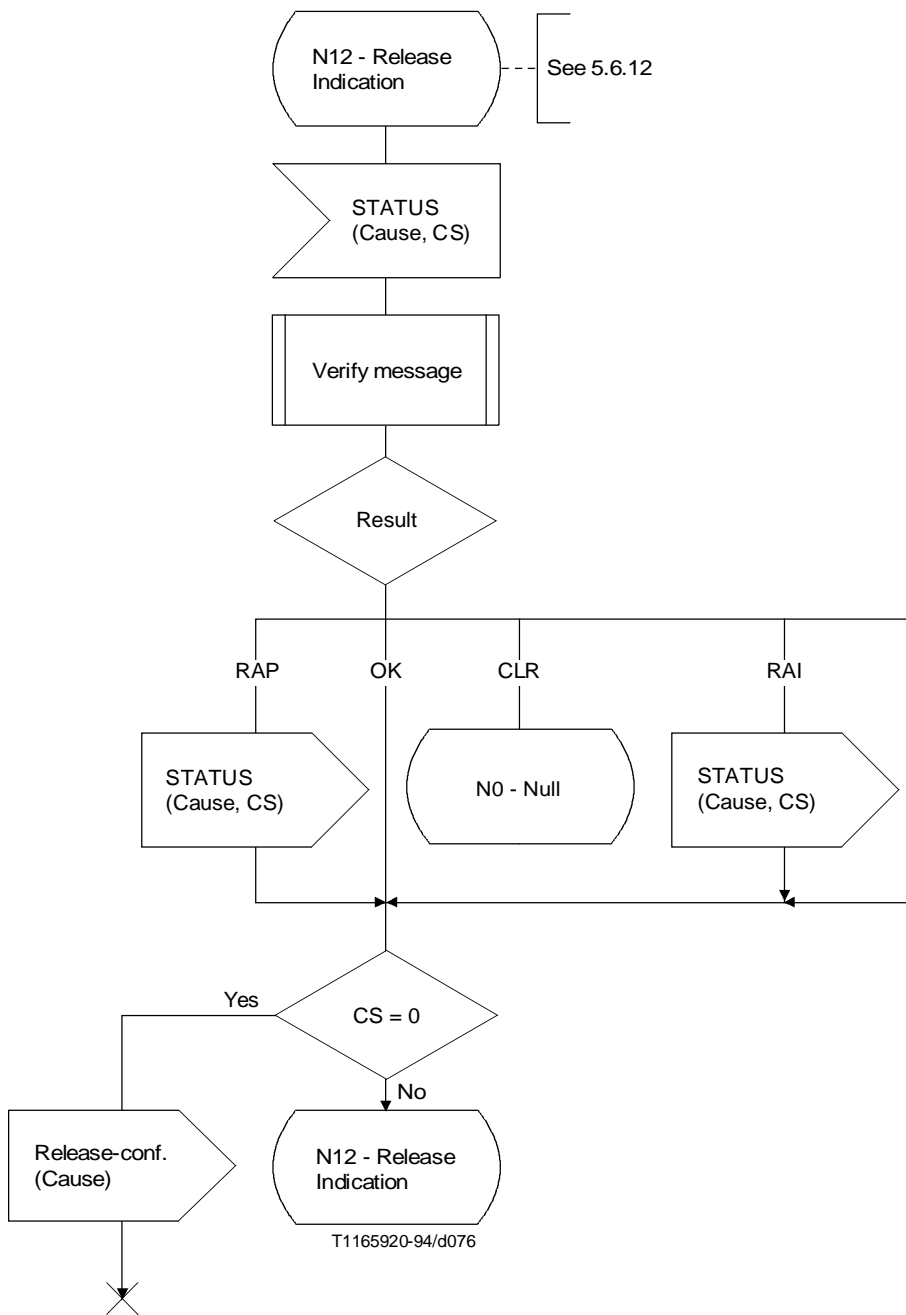 N12 - Release
Indication
See 5.6.12
STATUS
(Cause, CS)
Verify message
Result
RAP
OK
CLR
RAI
STATUS
(Cause, CS)
N0 - Null
STATUS
(Cause, CS)
Yes
CS = 0
No
Release-conf.
(Cause)
N12 - Release
Indication
T1165920-94/d076